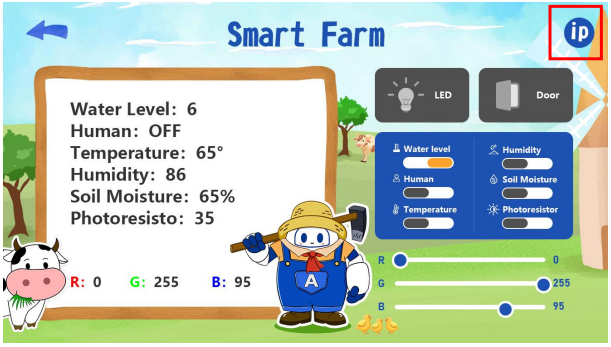 Smart Farm
ip
Water Level: 6
Human: OFF
Temperature: 65°
Humidity: 86
Soil Moisture: 65%
Photoresisto: 35
R: 0 G: 255 B: 95
A
LED
Door
Water level
Humidity
Human
Soil Moisture
Temperature
Photoresistor
R 0
G 255
B 95